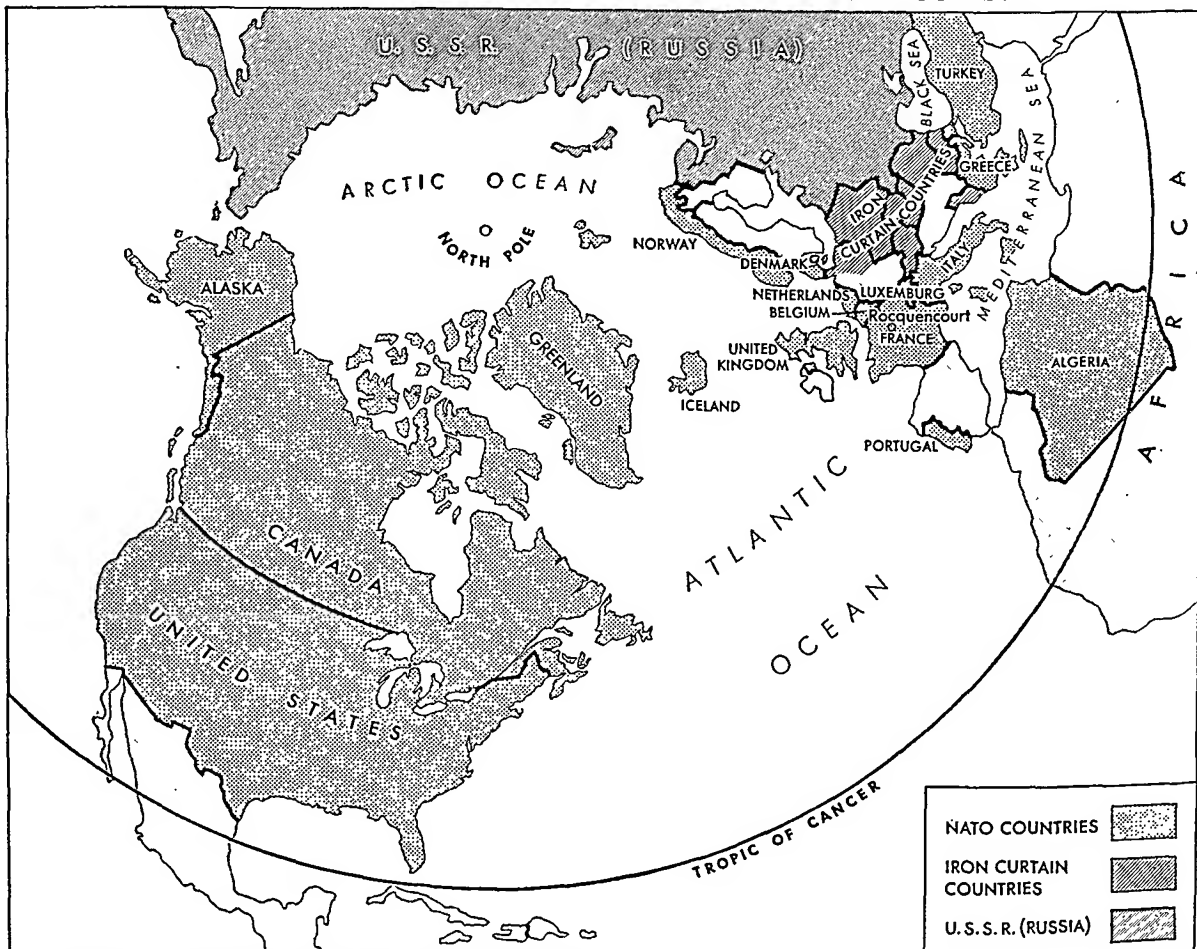 U. S. S. R. (RUSSIA)
BLACK SEA
TURKEY
MEDITERRANEAN SEA
GREECE
IRON
CURTAIN COUNTRIES
ARCTIC OCEAN
NORTH POLE
NORWAY
DENMARK
ITALY
ALASKA
NETHERLANDS
LUXEMBURG
BELGIUM
Rocquencourt
FRANCE
GREENLAND
UNITED
KINGDOM
ICELAND
ALGERIA
AFRICA
PORTUGAL
CANADA
ATLANTIC
OCEAN
UNITED STATES
TROPIC OF CANCER
NATO COUNTRIES
IRON CURTAIN
COUNTRIES
U.S.S.R. (RUSSIA)